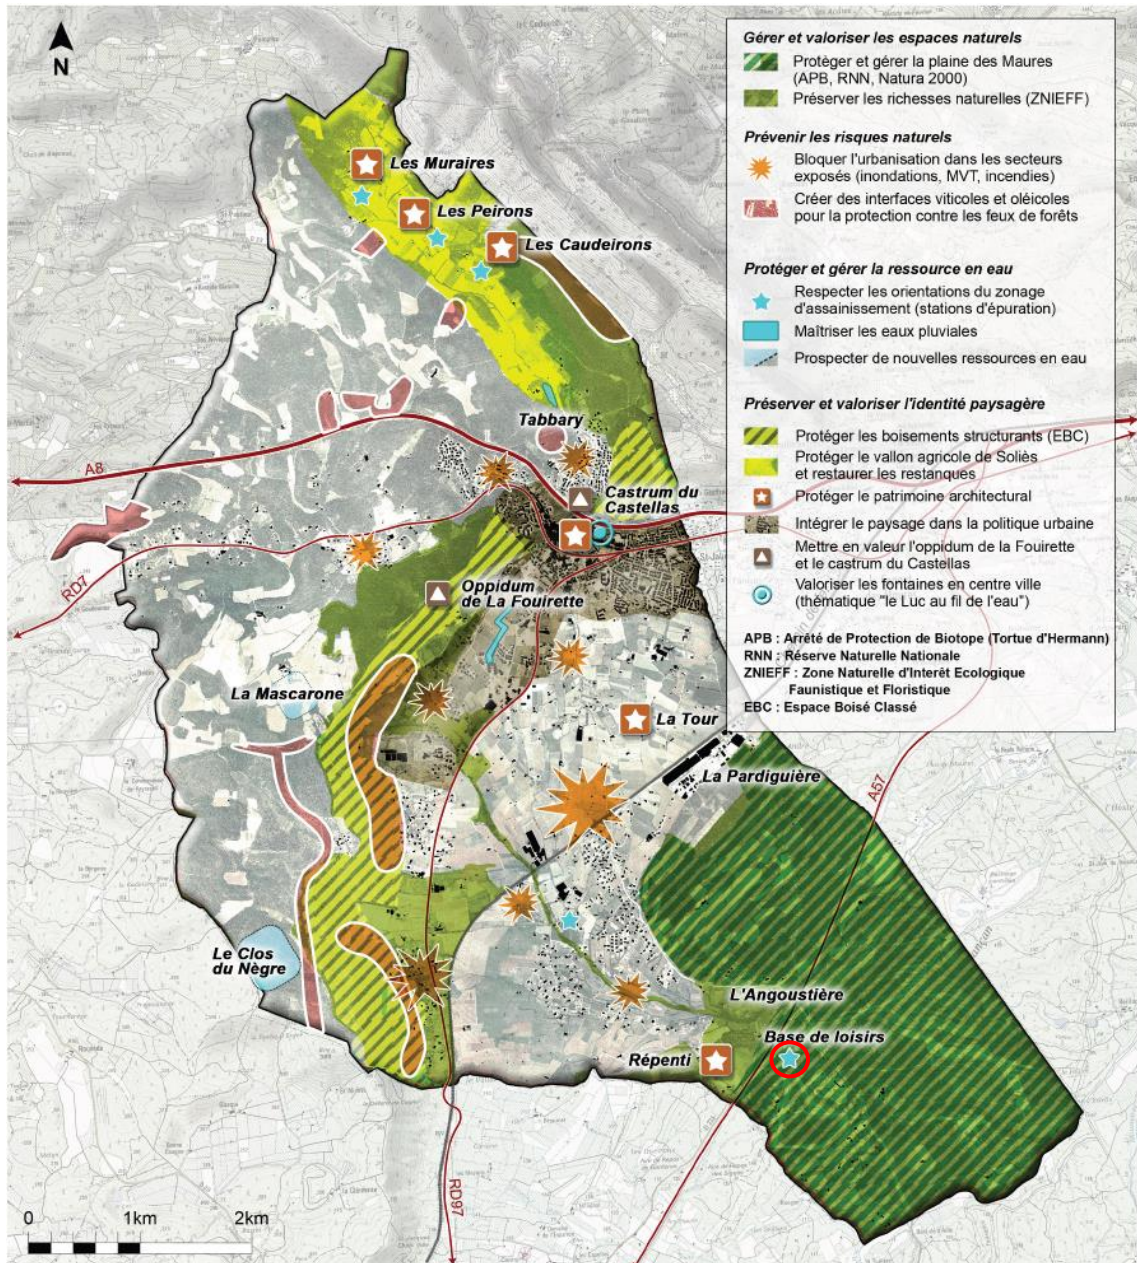 N
Gérer et valoriser les espaces naturels
Protèger et gérer la plaine des Maures
(APB, RNN, Natura 2000)
Préserver les richesses naturelles (ZNIEFF)
Prévenir les risques naturels
Bloquer l'urbanisation dans les secteurs
exposés (inondations, MVT, incendies)
Créer des interfaces viticoles et oléicoles
pour la protection contre les feux de forêts
Protéger et gérer la ressource en eau
Respecter les orientations du zonage
d'assainissement (stations d'épuration)
Maîtriser les eaux pluviales
Prospecter de nouvelles ressources en eau
Préserver et valoriser l'identité paysagère
Protéger les boisements structurants (EBC)
Protéger le vallon agricole de Soliès
et restaurer les restanques
Protéger le patrimoine architectural
Intégrer le paysage dans la politique urbaine
Mettre en valeur l'oppidum de la Fouirette
et le castrum du Castellas
Valoriser les fontaines en centre ville
(thématique "le Luc au fil de l'eau")
APB : Arrêté de Protection de Biotope (Tortue d'Hermann)
RNN : Réserve Naturelle Nationale
ZNIEFF : Zone Naturelle d'Interêt Ecologique
Faunistique et Floristique
EBC : Espace Boisé Classé
Les Muraires
Les Peirons
Les Caudeirons
Tabbary
A8
Castrum du
Castellas
RD7
Oppidum
de La Fouirette
La Mascarone
La Tour
La Pardiguière
A57
Le Clos
du Nègre
L'Angoustière
Base de loisirs
Répenti
RD97
0 1km 2km